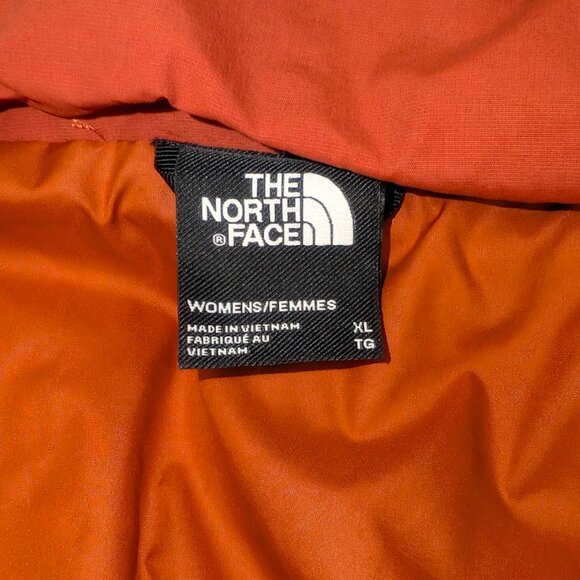 THE
NORTH
® FACE
WOMENS/FEMMES
MADE IN VIETNAM XL
FABRIQUÉ AU TG
VIETNAM